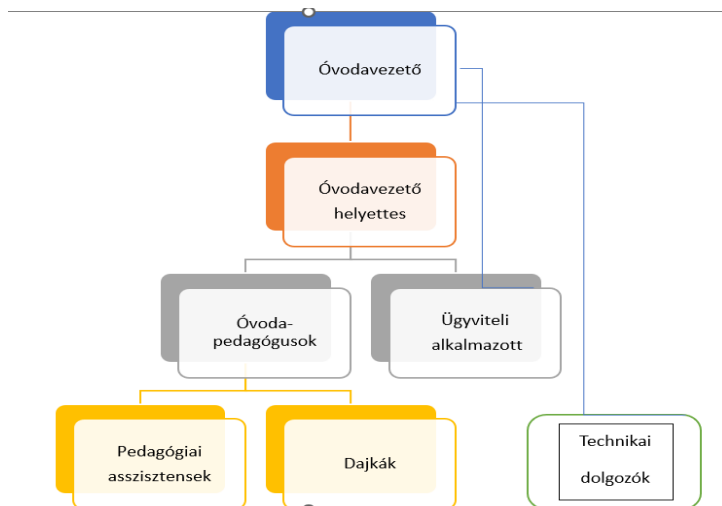 Óvodavezető
Óvodavezető
helyettes
Óvoda-
pedagógusok
Ügyviteli
alkalmazott
Pedagógiai
asszisztensek
Dajkák
Technikai
dolgozók